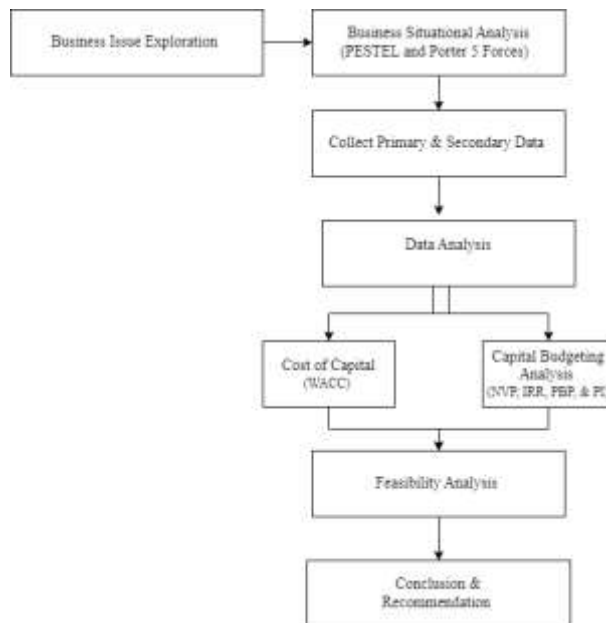 Business Issue Exploration
Business Situational Analysis
(PESTEL and Porter 5 Forces)
Collect Primary & Secondary Data
Data Analysis
Cost of Capital
(WACC)
Capital Budgeting
Analysis
(NVP, IRR, PBP, & PI
Feasibility Analysis
Conclusion &
Recommendation